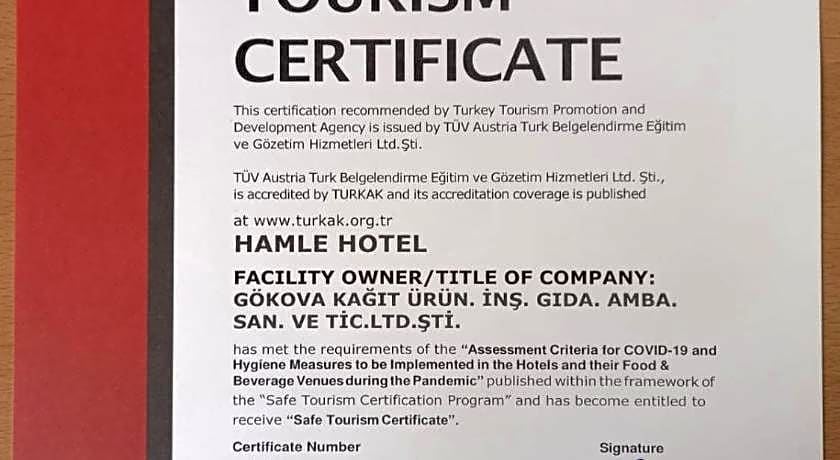 TOURISM
CERTIFICATE
This certification recommended by Turkey Tourism Promotion and
Development Agency is issued by TÜV Austria Turk Belgelendirme Eğitim
ve Gözetim Hizmetleri Ltd.Şti.
TÜV Austria Turk Belgelendirme Eğitim ve Gözetim Hizmetleri Ltd. Şti.,
is accredited by TURKAK and its accreditation coverage is published
at www.turkak.org.tr
HAMLE HOTEL
FACILITY OWNER/TITLE OF COMPANY:
GÖKOVA KAĞIT ÜRÜN. İNŞ. GIDA. AMBA.
SAN. VE TİC.LTD.ŞTİ.
has met the requirements of the “Assessment Criteria for COVID-19 and
Hygiene Measures to be Implemented in the Hotels and their Food &
Beverage Venues during the Pandemic” published within the framework of
the “Safe Tourism Certification Program” and has become entitled to
receive “Safe Tourism Certificate”.
Certificate Number Signature